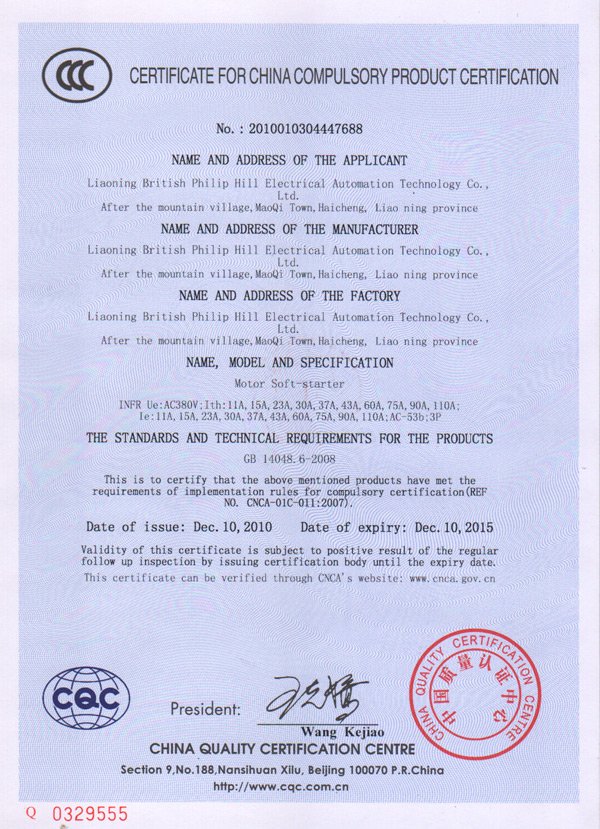 CCC
CERTIFICATE FOR CHINA COMPULSORY PRODUCT CERTIFICATION
No. : 2010010304447688
NAME AND ADDRESS OF THE APPLICANT
Liaoning British Philip Hill Electrical Automation Technology Co.,
Ltd.
After the mountain village,MaoQi Town,Haicheng, Liao ning province
NAME AND ADDRESS OF THE MANUFACTURER
Liaoning British Philip Hill Electrical Automation Technology Co.,
Ltd.
After the mountain village,MaoQi Town,Haicheng, Liao ning province
NAME AND ADDRESS OF THE FACTORY
Liaoning British Philip Hill Electrical Automation Technology Co.,
Ltd.
After the mountain village,MaoQi Town,Haicheng, Liao ning province
NAME, MODEL AND SPECIFICATION
Motor Soft-starter
INFR Ue:AC380V;Ith:11A, 15A, 23A, 30A, 37A, 43A, 60A, 75A, 90A, 110A;
Ie:11A, 15A, 23A, 30A, 37A, 43A, 60A, 75A, 90A, 110A;AC-53b;3P
THE STANDARDS AND TECHNICAL REQUIREMENTS FOR THE PRODUCTS
GB 14048.6-2008
This is to certify that the above mentioned products have met the
requirements of implementation rules for compulsory certification(REF
NO. CNCA-01C-011:2007).
Date of issue: Dec. 10, 2010 Date of expiry: Dec. 10, 2015
Validity of this certificate is subject to positive result of the regular
follow up inspection by issuing certification body until the expiry date.
This certificate can be verified through CNCA's website: www.cnca.gov.cn
CHINA QUALITY CERTIFICATION CENTRE
中国质量认证中心
CQC
President:
Wang Kejiao
CHINA QUALITY CERTIFICATION CENTRE
Section 9,No.188,Nansihuan Xilu, Beijing 100070 P.R.China
http://www.cqc.com.cn
Q 0329555